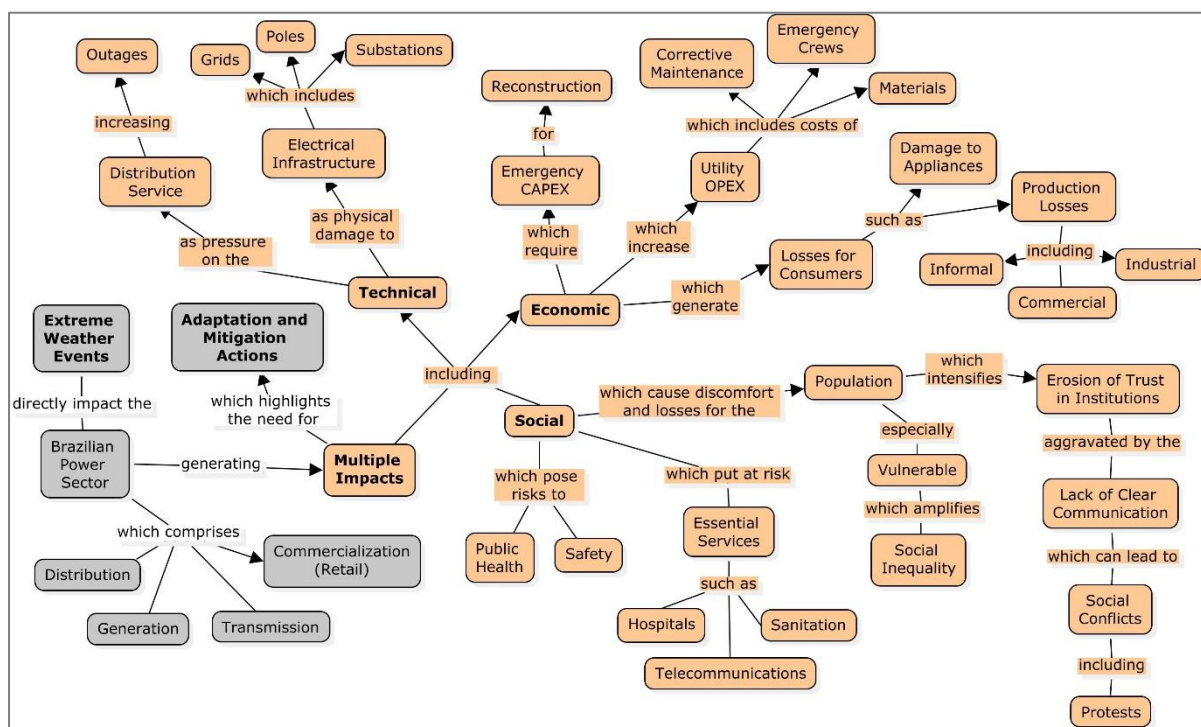 Outages
Grids
Poles
Substations
which includes
increasing
Electrical
Infrastructure
Distribution
Service
as physical
damage to
as pressure
on the
Technical
Reconstruction
for
Emergency
CAPEX
which
require
Corrective
Maintenance
Emergency
Crews
Materials
which includes costs of
Utility
OPEX
which
increase
Damage to
Appliances
such as
Production
Losses
including
Informal
Industrial
Commercial
Losses for
Consumers
which
generate
Economic
Extreme
Weather
Events
Adaptation and
Mitigation
Actions
including
directly impact the
which highlights
the need for
Brazilian
Power
Sector
generating
Multiple
Impacts
which comprises
Commercialization
(Retail)
Distribution
Generation
Transmission
Social
which cause discomfort
and losses for the
Population
which
intensifies
Erosion of Trust
in Institutions
especially
aggravated by the
Vulnerable
Lack of Clear
Communication
which amplifies
Social
Inequality
which can lead to
Social
Conflicts
including
Protests
which pose
risks to
Public
Health
Safety
which put at risk
Essential
Services
such as
Hospitals
Sanitation
Telecommunications